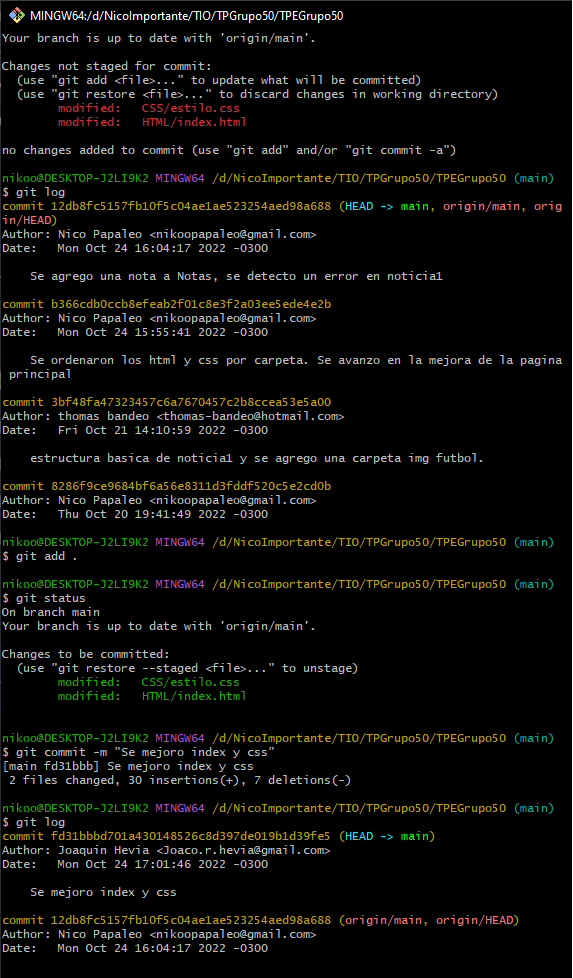 MINGW64:/d/NicoImportante/TIO/TPGrupo50/TPEGrupo50
Your branch is up to date with 'origin/main'.
Changes not staged for commit:
(use "git add <file>..." to update what will be committed)
(use "git restore <file>..." to discard changes in working directory)
modified:   CSS/estilo.css
modified:   HTML/index.html
no changes added to commit (use "git add" and/or "git commit -a")
nikoo@DESKTOP-J2LI9K2 MINGW64 /d/NicoImportante/TIO/TPGrupo50/TPEGrupo50 (main)
$ git log
commit 12db8fc5157fb10f5c04ae1ae523254aed98a688 (HEAD -> main, origin/main, orig
in/HEAD)
Author: Nico Papaleo <nikoopapaleo@gmail.com>
Date:   Mon Oct 24 16:04:17 2022 -0300
Se agrego una nota a Notas, se detecto un error en noticia1
commit b366cdb0ccb8efeab2f01c8e3f2a03ee5ede4e2b
Author: Nico Papaleo <nikoopapaleo@gmail.com>
Date:   Mon Oct 24 15:55:41 2022 -0300
Se ordenaron los html y css por carpeta. Se avanzo en la mejora de la pagina
principal
commit 3bf48fa47323457c6a7670457c2b8ccea53e5a00
Author: thomas bandeo <thomas-bandeo@hotmail.com>
Date:   Fri Oct 21 14:10:59 2022 -0300
estructura basica de noticia1 y se agrego una carpeta img futbol.
commit 8286f9ce9684bf6a56e8311d3fddf520c5e2cd0b
Author: Nico Papaleo <nikoopapaleo@gmail.com>
Date:   Thu Oct 20 19:41:49 2022 -0300
nikoo@DESKTOP-J2LI9K2 MINGW64 /d/NicoImportante/TIO/TPGrupo50/TPEGrupo50 (main)
$ git add .
nikoo@DESKTOP-J2LI9K2 MINGW64 /d/NicoImportante/TIO/TPGrupo50/TPEGrupo50 (main)
$ git status
On branch main
Your branch is up to date with 'origin/main'.
Changes to be committed:
(use "git restore --staged <file>..." to unstage)
modified:   CSS/estilo.css
modified:   HTML/index.html
nikoo@DESKTOP-J2LI9K2 MINGW64 /d/NicoImportante/TIO/TPGrupo50/TPEGrupo50 (main)
$ git commit -m "Se mejoro index y css"
[main fd31bbb] Se mejoro index y css
2 files changed, 30 insertions(+), 7 deletions(-)
nikoo@DESKTOP-J2LI9K2 MINGW64 /d/NicoImportante/TIO/TPGrupo50/TPEGrupo50 (main)
$ git log
commit fd31bbbd701a430148526c8d397de019b1d39fe5 (HEAD -> main)
Author: Joaquin Hevia <Joaco.r.hevia@gmail.com>
Date:   Mon Oct 24 17:01:46 2022 -0300
Se mejoro index y css
commit 12db8fc5157fb10f5c04ae1ae523254aed98a688 (origin/main, origin/HEAD)
Author: Nico Papaleo <nikoopapaleo@gmail.com>
Date:   Mon Oct 24 16:04:17 2022 -0300